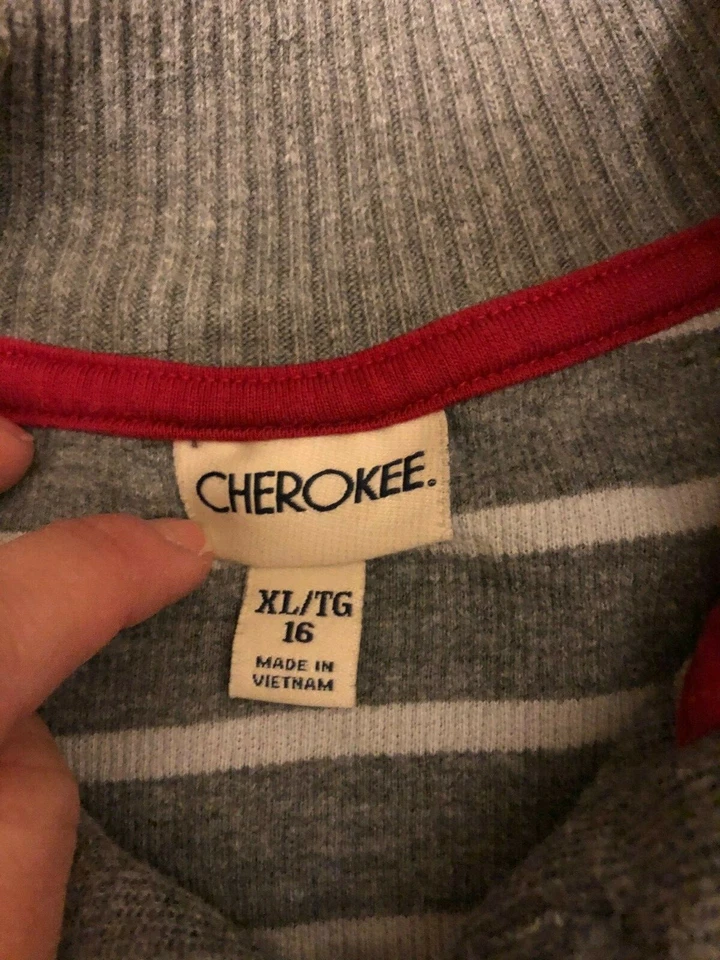 CHEROKEE.
XL/TG
16
MADE IN
VIETNAM